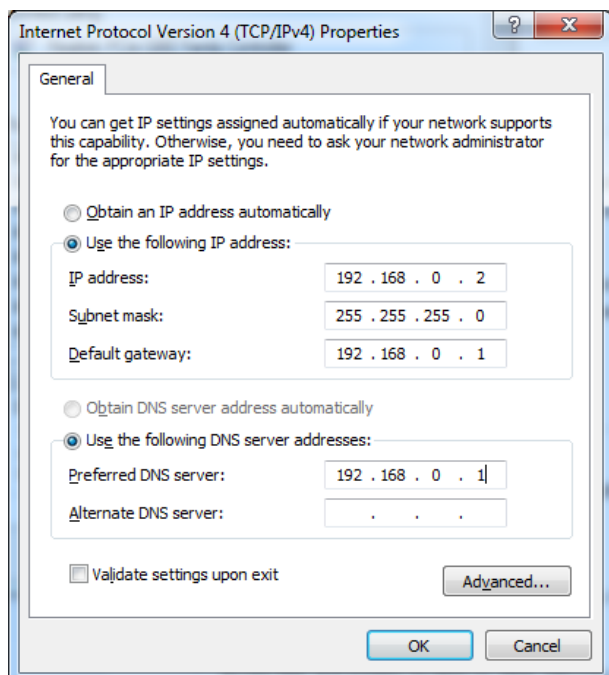 Internet Protocol Version 4 (TCP/IPv4) Properties
General
You can get IP settings assigned automatically if your network supports
this capability. Otherwise, you need to ask your network administrator
for the appropriate IP settings.
Obtain an IP address automatically
Use the following IP address:
IP address: 192 . 168 . 0 . 2
Subnet mask: 255 . 255 . 255 . 0
Default gateway: 192 . 168 . 0 . 1
Obtain DNS server address automatically
Use the following DNS server addresses:
Preferred DNS server: 192 . 168 . 0 . 1
Alternate DNS server: . . .
Validate settings upon exit
Advanced...
OK Cancel